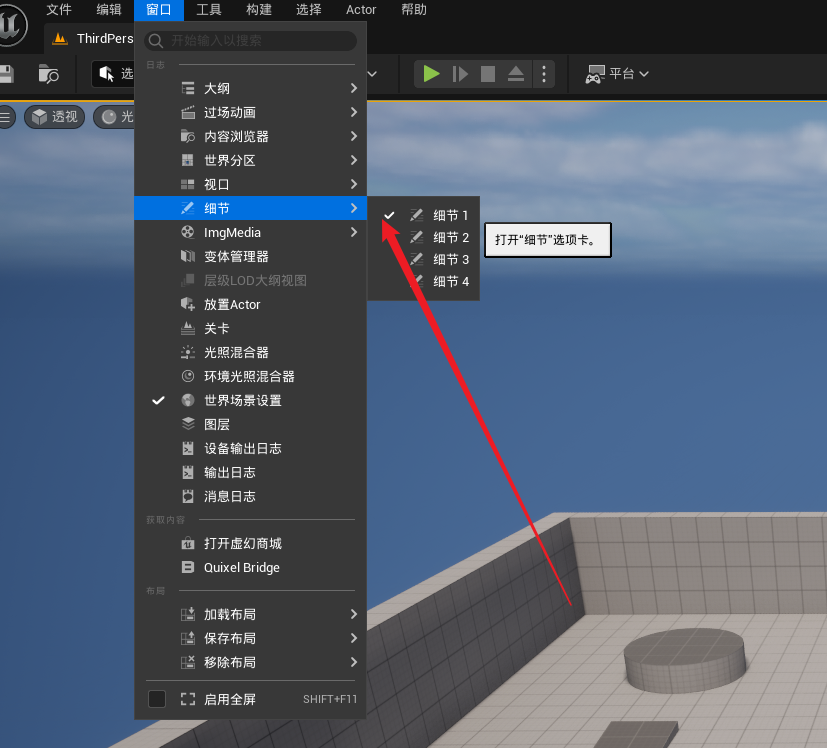 文件 编辑 窗口 工具 构建 选择 Actor 帮助
ThirdPers
开始输入以搜索
日志
选
平台
透视
光
大纲
过场动画
内容浏览器
世界分区
视口
细节
ImgMedia
变体管理器
层级LOD大纲视图
放置Actor
关卡
光照混合器
环境光照混合器
世界场景设置
图层
设备输出日志
输出日志
消息日志
获取内容
打开虚幻商城
Quixel Bridge
布局
加载布局
保存布局
移除布局
启用全屏 SHIFT+F11
细节 1
细节 2
细节 3
细节 4
打开“细节”选项卡。